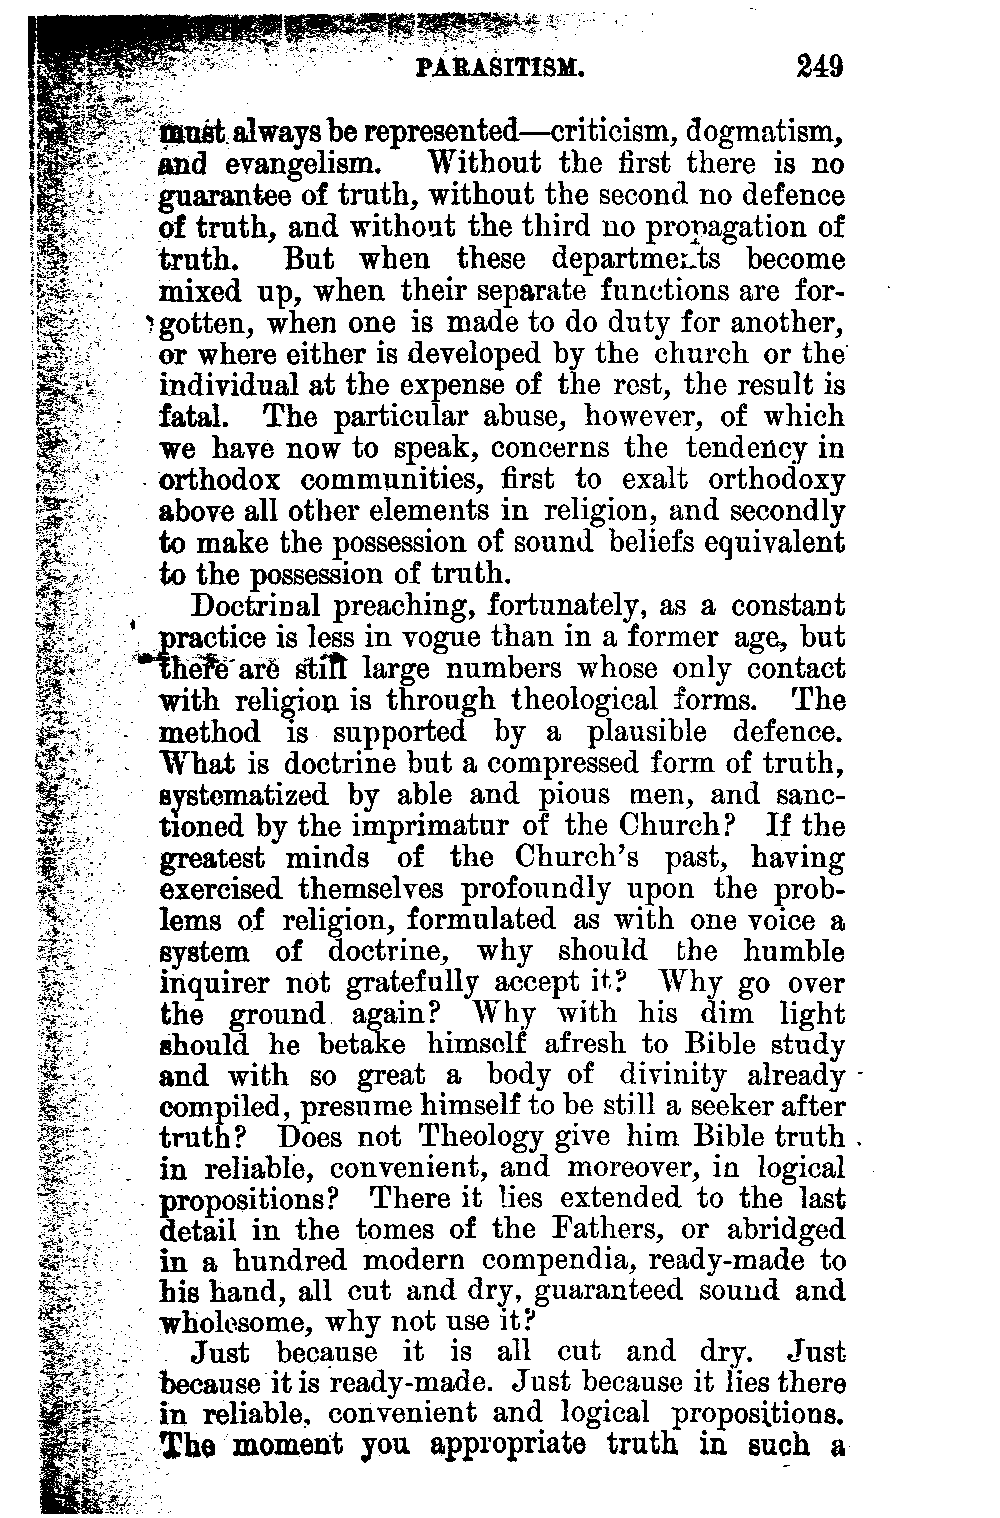 PARASITISM. 249
must always be represented—criticism, dogmatism,
and evangelism. Without the first there is no
guarantee of truth, without the second no defence
of truth, and without the third no propagation of
truth. But when these departments become
mixed up, when their separate functions are for-
gotten, when one is made to do duty for another,
or where either is developed by the church or the
individual at the expense of the rest, the result is
fatal. The particular abuse, however, of which
we have now to speak, concerns the tendency in
orthodox communities, first to exalt orthodoxy
above all other elements in religion, and secondly
to make the possession of sound beliefs equivalent
to the possession of truth.
Doctrinal preaching, fortunately, as a constant
practice is less in vogue than in a former age, but
there are still large numbers whose only contact
with religion is through theological forms. The
method is supported by a plausible defence.
What is doctrine but a compressed form of truth,
systematized by able and pious men, and sanc-
tioned by the imprimatur of the Church? If the
greatest minds of the Church's past, having
exercised themselves profoundly upon the prob-
lems of religion, formulated as with one voice a
system of doctrine, why should the humble
inquirer not gratefully accept it? Why go over
the ground again? Why with his dim light
should he betake himself afresh to Bible study
and with so great a body of divinity already
compiled, presume himself to be still a seeker after
truth? Does not Theology give him Bible truth
in reliable, convenient, and moreover, in logical
propositions? There it lies extended to the last
detail in the tomes of the Fathers, or abridged
in a hundred modern compendia, ready-made to
his hand, all cut and dry, guaranteed sound and
wholesome, why not use it?
Just because it is all cut and dry. Just
because it is ready-made. Just because it lies there
in reliable, convenient and logical propositions.
The moment you appropriate truth in such a